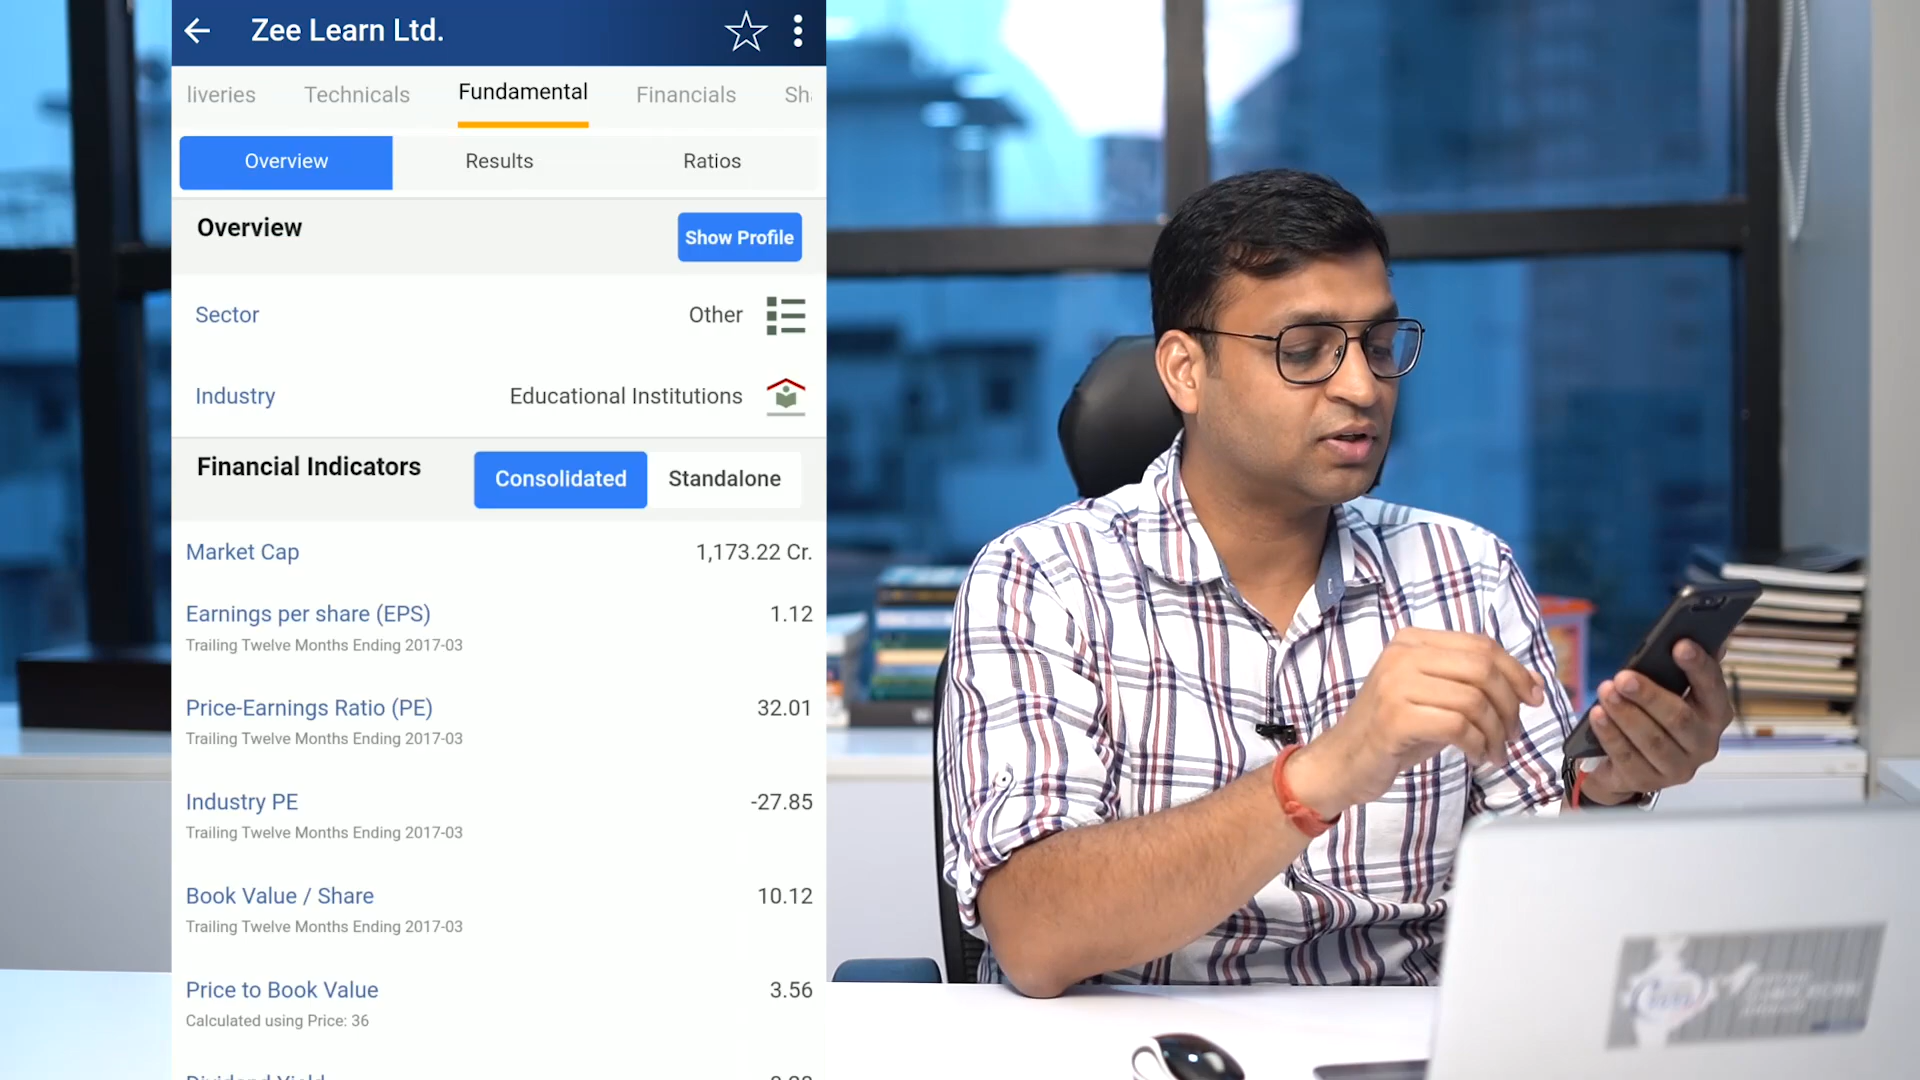 Zee Learn Ltd.
liveries Technicals Fundamental Financials Sh
Overview Results Ratios
Overview Show Profile
Sector Other
Industry Educational Institutions
Financial Indicators Consolidated Standalone
Market Cap 1,173.22 Cr.
Earnings per share (EPS) 1.12
Trailing Twelve Months Ending 2017-03
Price-Earnings Ratio (PE) 32.01
Trailing Twelve Months Ending 2017-03
Industry PE -27.85
Trailing Twelve Months Ending 2017-03
Book Value / Share 10.12
Trailing Twelve Months Ending 2017-03
Price to Book Value 3.56
Calculated using Price: 36